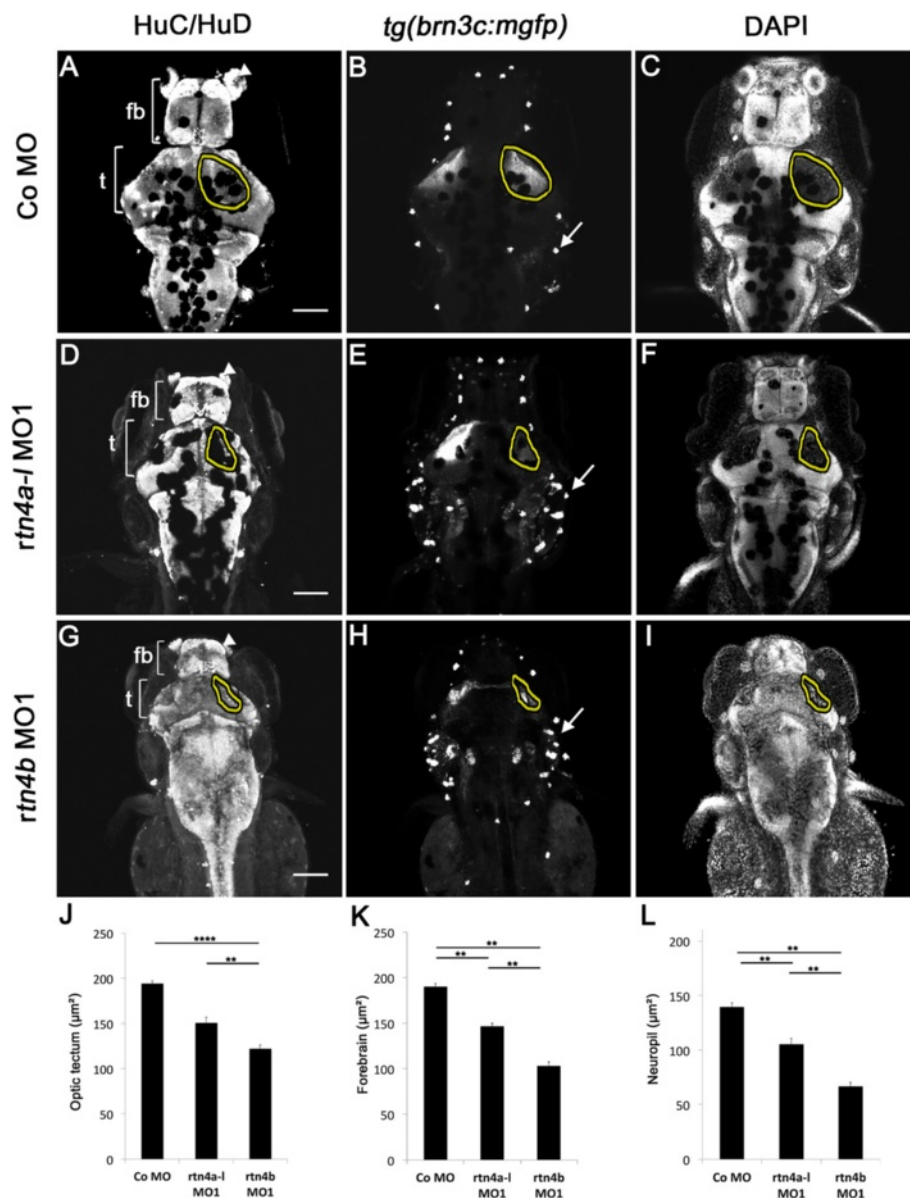 HuC/HuD tg(brn3c:mgfp) DAPI
Co MO
A B C
fb
t
rtn4a-l MO1
D E F
fb
t
rtn4b MO1
G H I
fb
t
J K L
Optic tectum (µm²)
250
200
150
100
50
0
****
**
Co MO rtn4a-l MO1 rtn4b MO1
Forebrain (µm²)
250
200
150
100
50
0
**
** **
Co MO rtn4a-l MO1 rtn4b MO1
Neuropil (µm²)
200
150
100
50
0
**
** **
Co MO rtn4a-l MO1 rtn4b MO1